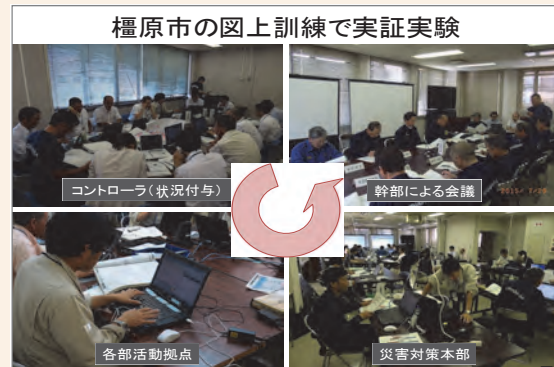 橿原市の図上訓練で実証実験
コントローラ(状況付与)
幹部による会議
各部活動拠点
災害対策本部